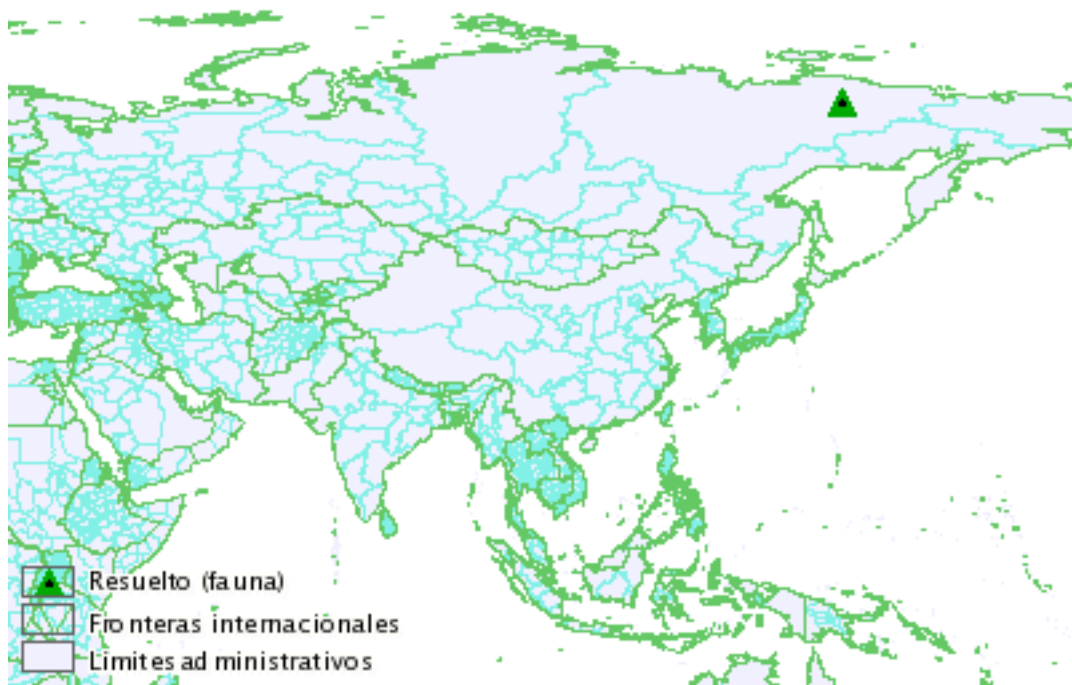 Resuelto (fauna)
Fronteras internacionales
Limites administrativos